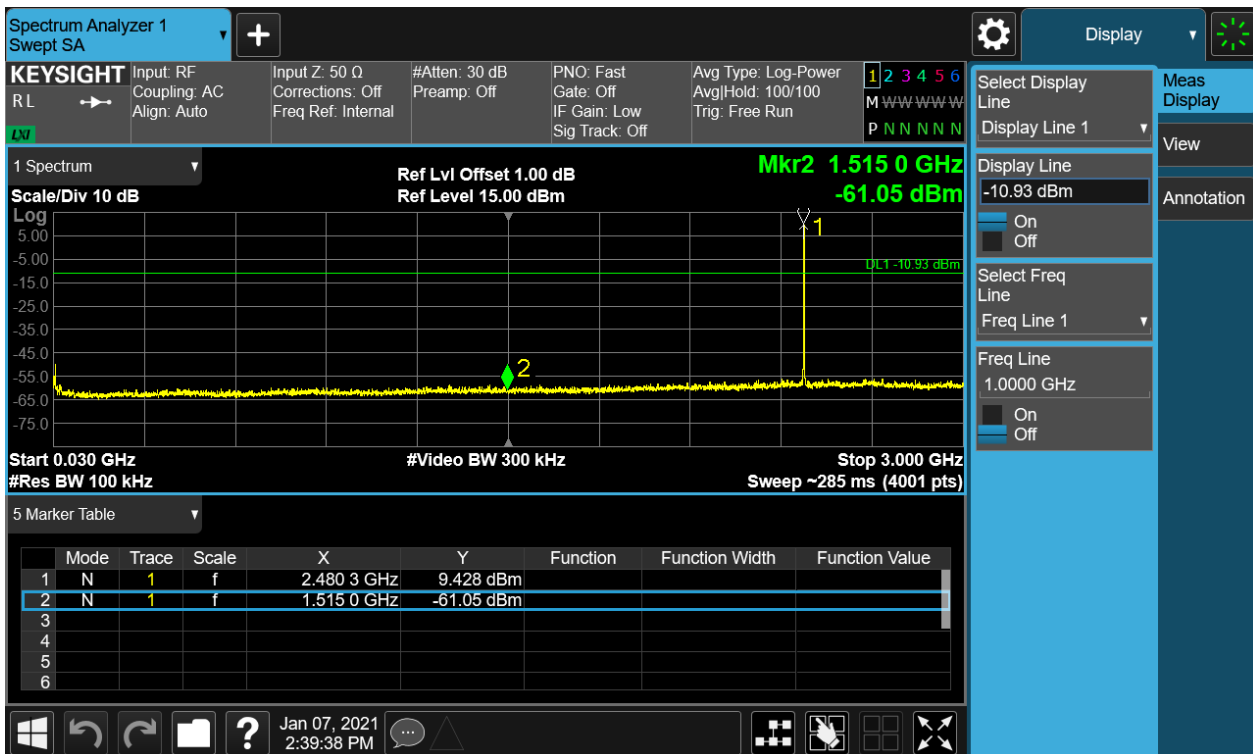 Spectrum Analyzer 1
Swept SA
Display
KEYSIGHT
R L
LXI
Input: RF
Coupling: AC
Align: Auto
Input Z: 50 Ω
Corrections: Off
Freq Ref: Internal
#Atten: 30 dB
Preamp: Off
PNO: Fast
Gate: Off
IF Gain: Low
Sig Track: Off
Avg Type: Log-Power
Avg|Hold: 100/100
Trig: Free Run
1 2 3 4 5 6
M W W W W W
P N N N N N
1 Spectrum
Scale/Div 10 dB
Ref Lvl Offset 1.00 dB
Ref Level 15.00 dBm
Mkr2 1.515 0 GHz
-61.05 dBm
Log
5.00
-5.00
-15.0
-25.0
-35.0
-45.0
-55.0
-65.0
-75.0
1
DL1 -10.93 dBm
2
Start 0.030 GHz #Video BW 300 kHz Stop 3.000 GHz
#Res BW 100 kHz Sweep ~285 ms (4001 pts)
5 Marker Table
Mode Trace Scale X Y Function Function Width Function Value
1 N 1 f 2.480 3 GHz 9.428 dBm
2 N 1 f 1.515 0 GHz -61.05 dBm
3
4
5
6
Select Display
Line
Display Line 1
Display Line
-10.93 dBm
On
Off
Select Freq
Line
Freq Line 1
Freq Line
1.0000 GHz
On
Off
Meas
Display
View
Annotation
?
Jan 07, 2021
2:39:38 PM